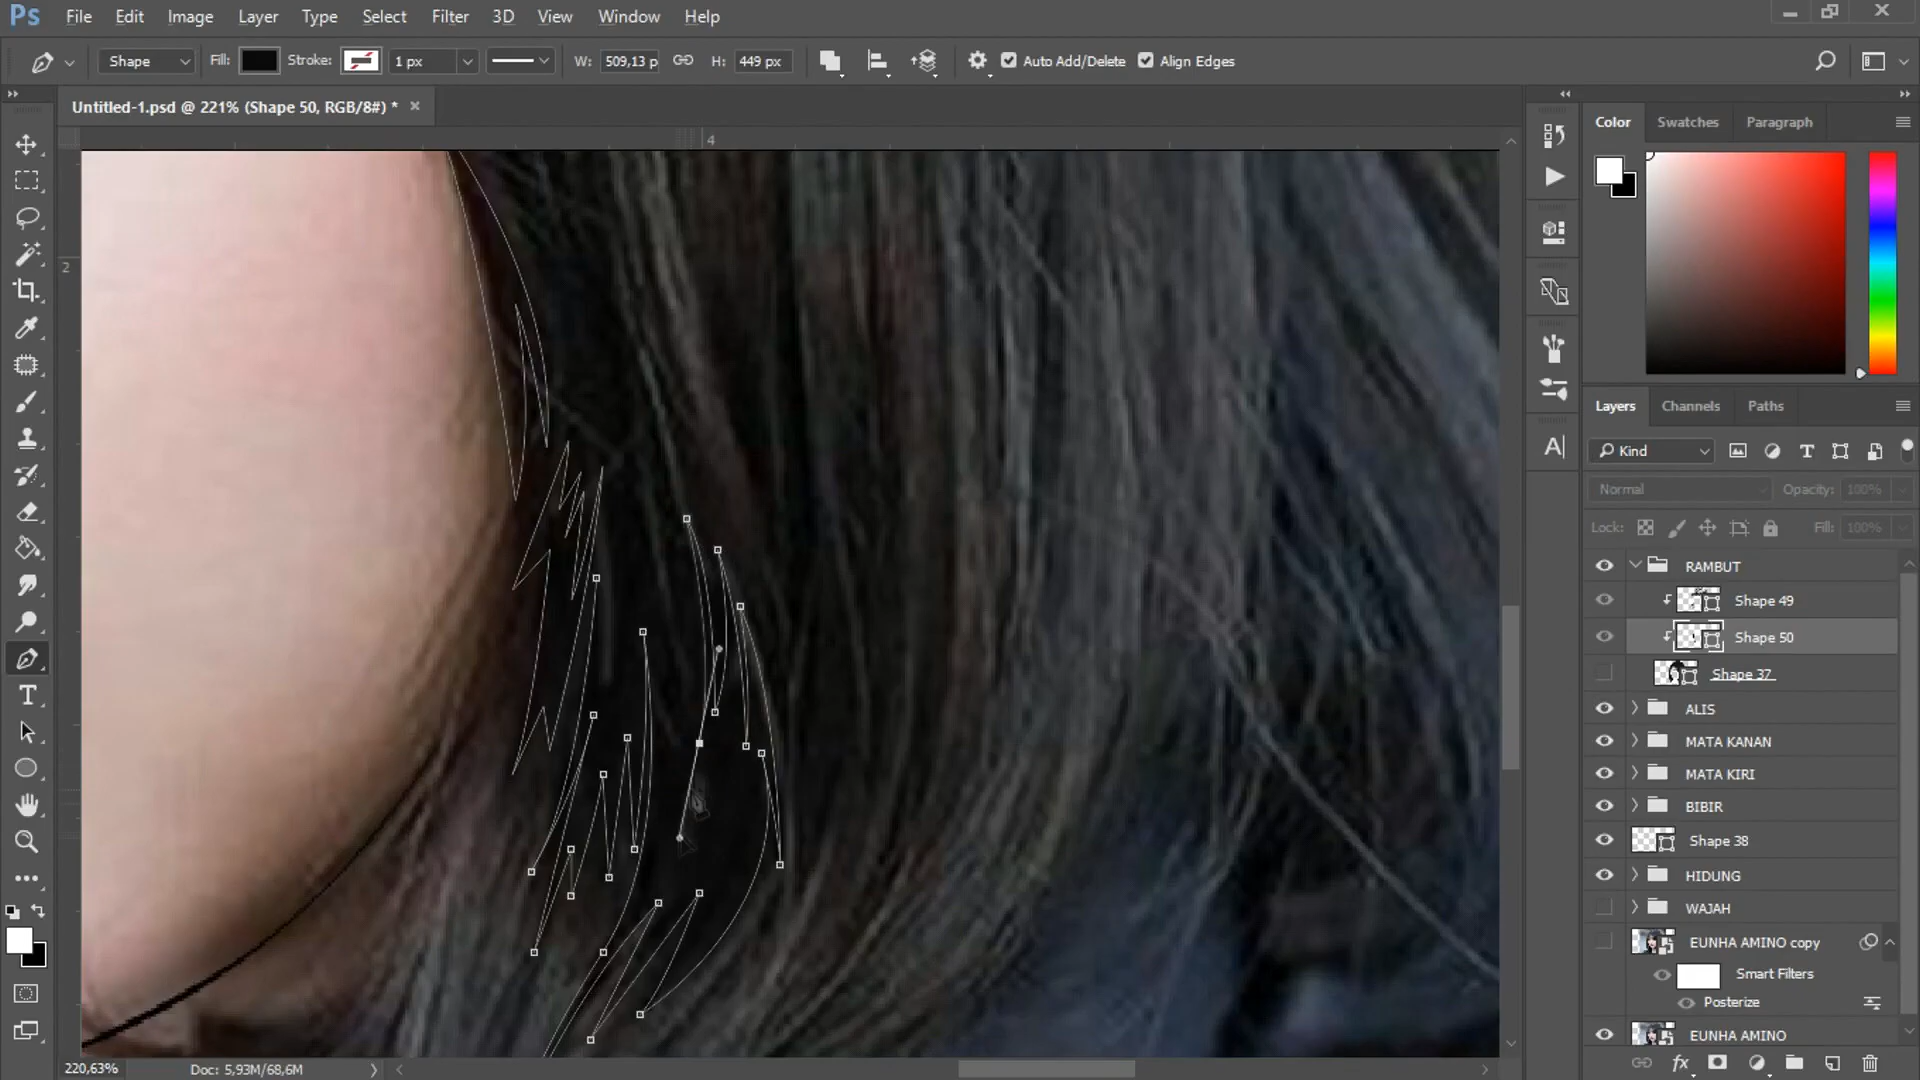 Ps File Edit Image Layer Type Select Filter 3D View Window Help
Shape Fill: Stroke: 1 px W: 509,13 p H: 449 px Auto Add/Delete Align Edges
Untitled-1.psd @ 221% (Shape 50, RGB/8#) * ×
4
2
Color Swatches Paragraph
Layers Channels Paths
Kind
Normal Opacity: 100%
Lock: Fill: 100%
RAMBUT
Shape 49
Shape 50
Shape 37
ALIS
MATA KANAN
MATA KIRI
BIBIR
Shape 38
HIDUNG
WAJAH
EUNHA AMINO copy
Smart Filters
Posterize
EUNHA AMINO
220,63% Doc: 5,93M/68,6M